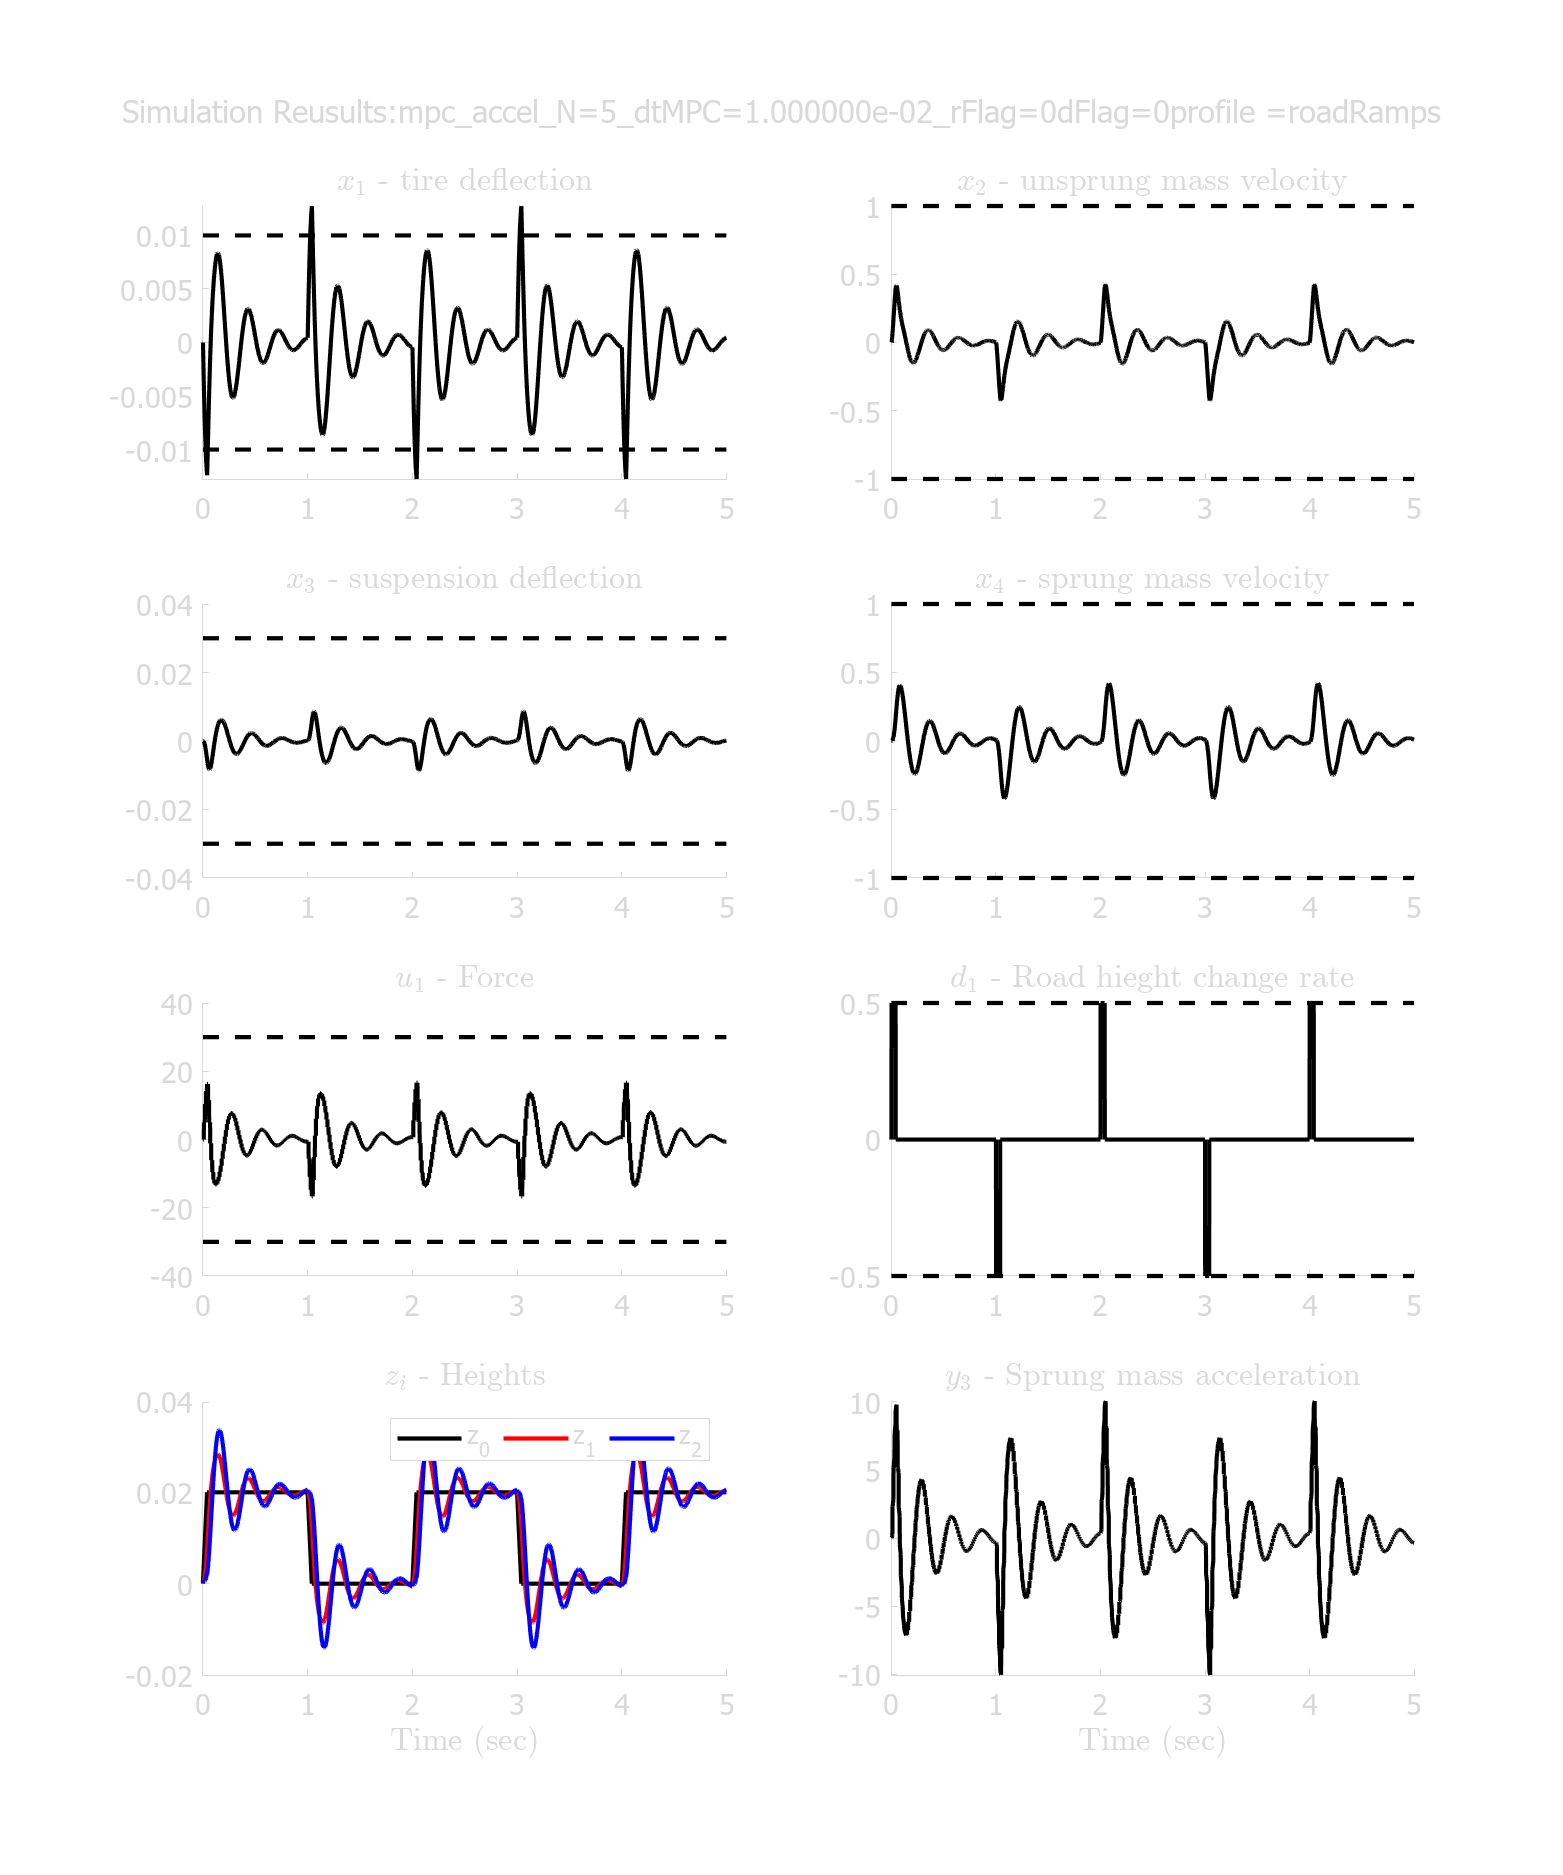 Simulation Reusults:mpc_accel_N=5_dtMPC=1.000000e-02_rFlag=0dFlag=0profile =roadRamps
x₁ - tire deflection
0.01
0.005
0
-0.005
-0.01
0 1 2 3 4 5
x₂ - unsprung mass velocity
1
0.5
0
-0.5
-1
0 1 2 3 4 5
x₃ - suspension deflection
0.04
0.02
0
-0.02
-0.04
0 1 2 3 4 5
x₄ - sprung mass velocity
1
0.5
0
-0.5
-1
0 1 2 3 4 5
u₁ - Force
40
20
0
-20
-40
0 1 2 3 4 5
d₁ - Road hieght change rate
0.5
0
-0.5
0 1 2 3 4 5
zᵢ - Heights
0.04
0.02
0
-0.02
z₀ z₁ z₂
0 1 2 3 4 5
Time (sec)
y₃ - Sprung mass acceleration
10
5
0
-5
-10
0 1 2 3 4 5
Time (sec)